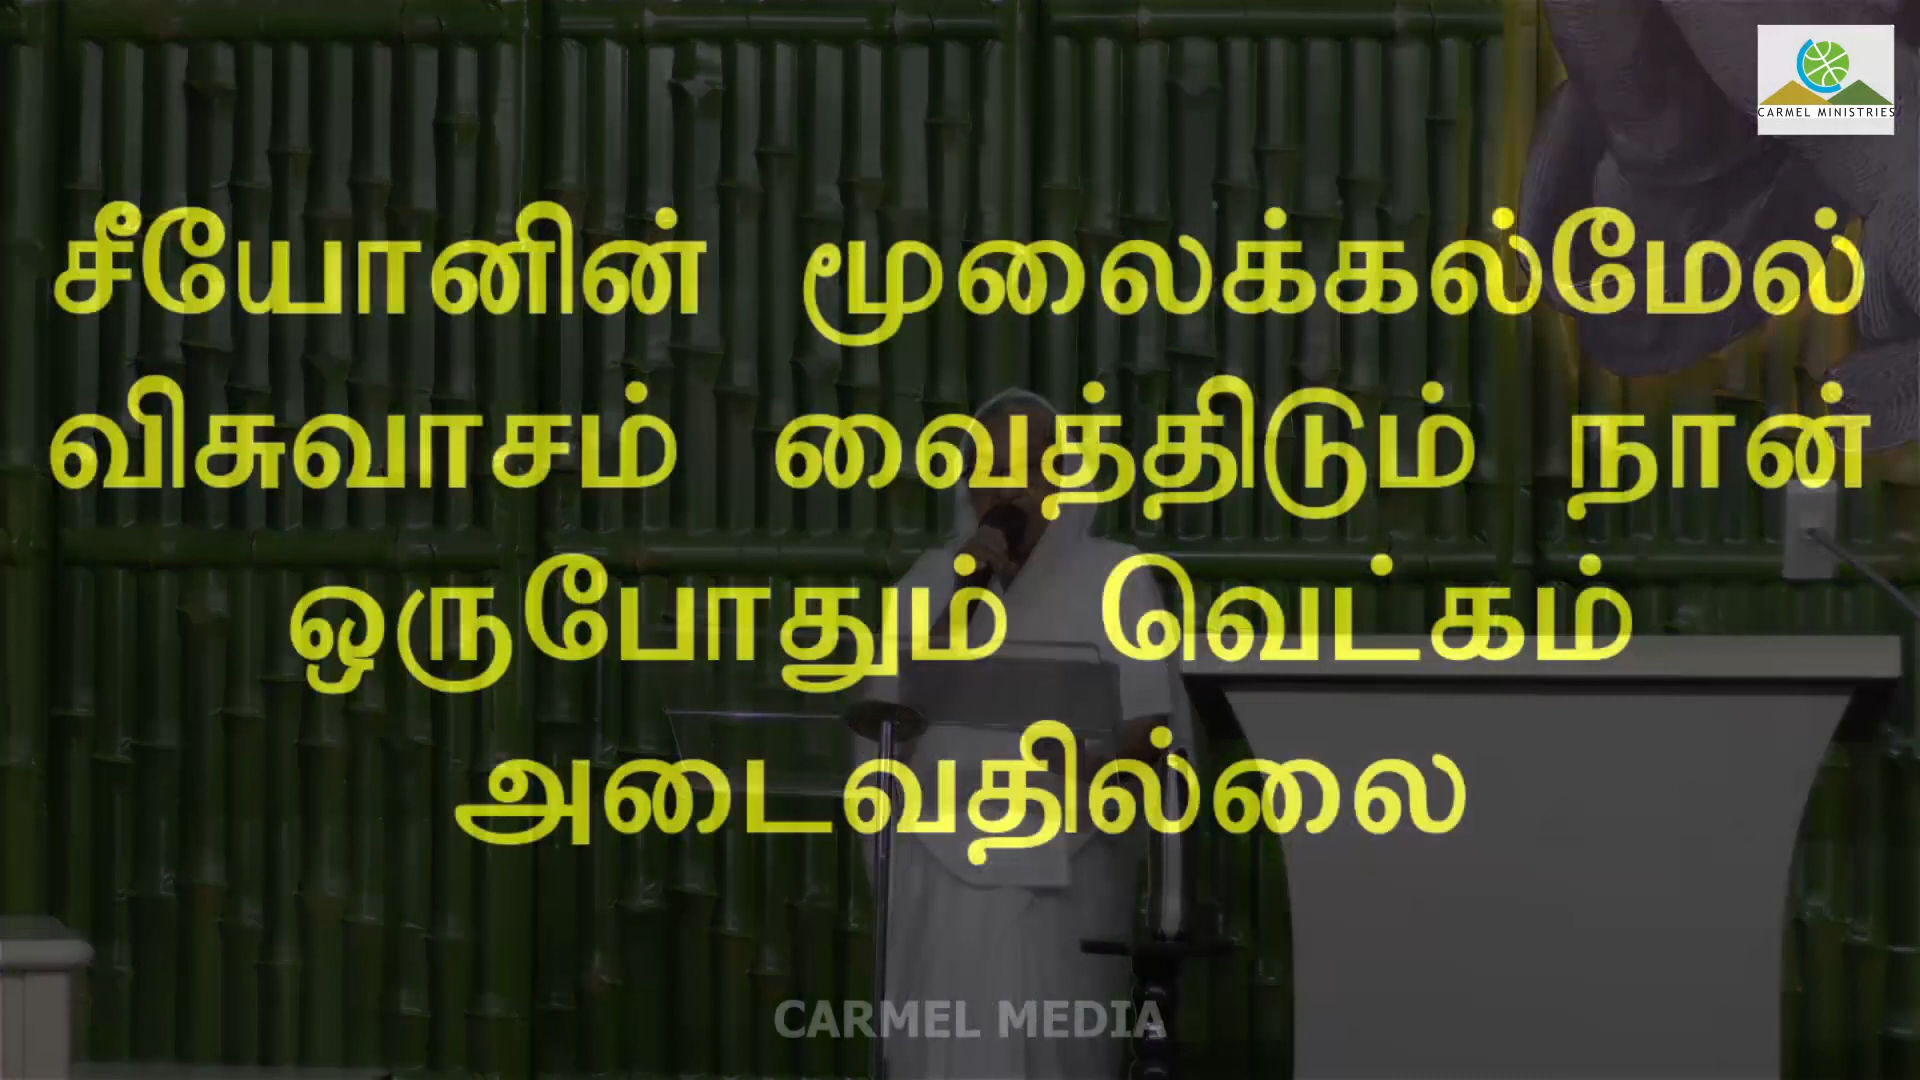 CARMEL MINISTRIES
சீயோனின் மூலைக்கல்மேல்
விசுவாசம் வைத்திடும் நான்
ஒருபோதும் வெட்கம்
அடைவதில்லை
CARMEL MEDIA